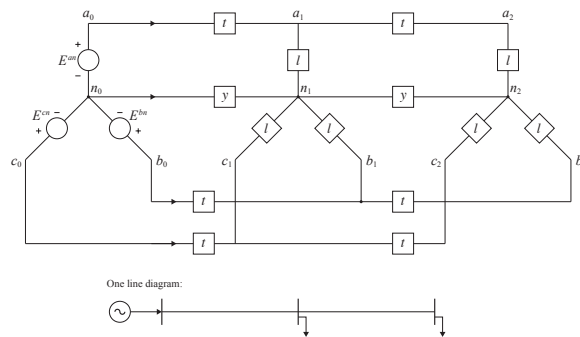 a0 a1 a2
t t
+
E^an
−
l l
n0 n1 n2
y y
E^cn − − E^bn
+ +
l l l l
c0 b0 c1 b1 c2 b
t t
t t
One line diagram: